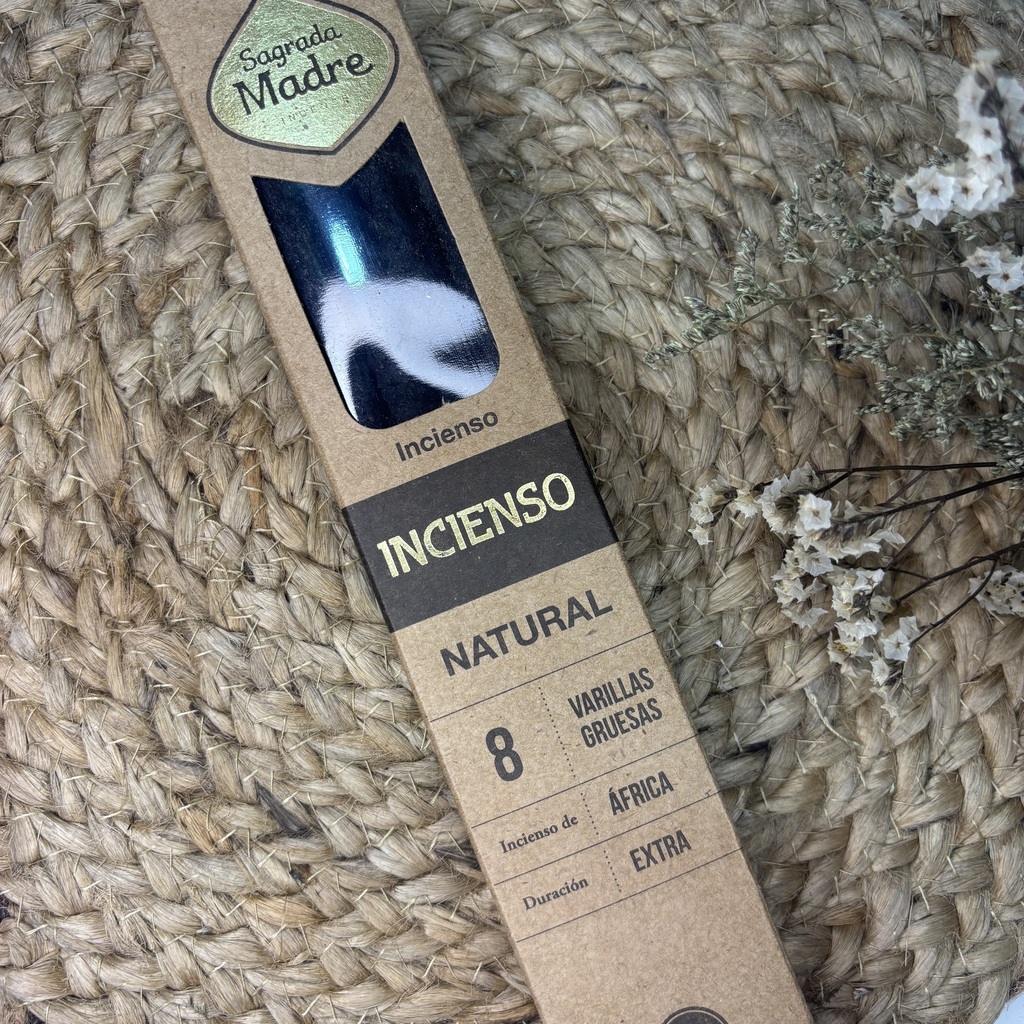 Sagrada
Madre
Incienso
INCIENSO
NATURAL
8
VARILLAS
GRUESAS
Incienso de
ÁFRICA
Duración
EXTRA